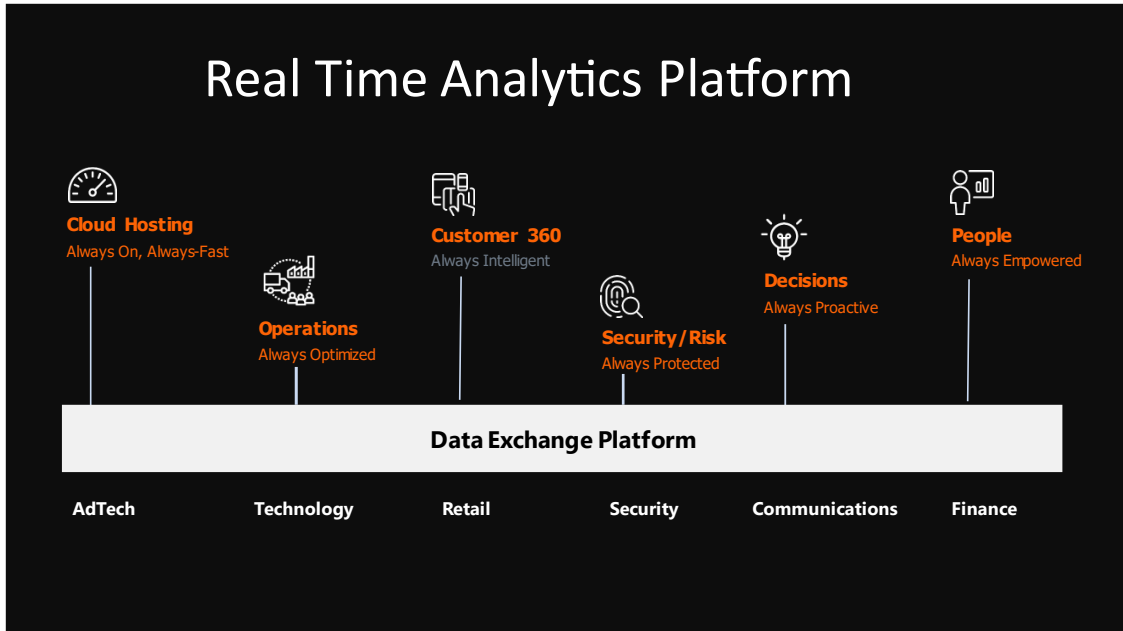 Real Time Analytics Platform
Cloud Hosting
Always On, Always-Fast
Operations
Always Optimized
Customer 360
Always Intelligent
Security/Risk
Always Protected
Decisions
Always Proactive
People
Always Empowered
Data Exchange Platform
AdTech
Technology
Retail
Security
Communications
Finance